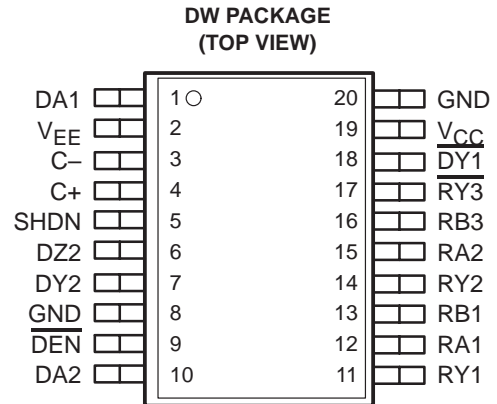 DW PACKAGE
(TOP VIEW)
DA1 1 20 GND
VEE 2 19 VCC
C– 3 18 DY1
C+ 4 17 RY3
SHDN 5 16 RB3
DZ2 6 15 RA2
DY2 7 14 RY2
GND 8 13 RB1
DEN 9 12 RA1
DA2 10 11 RY1